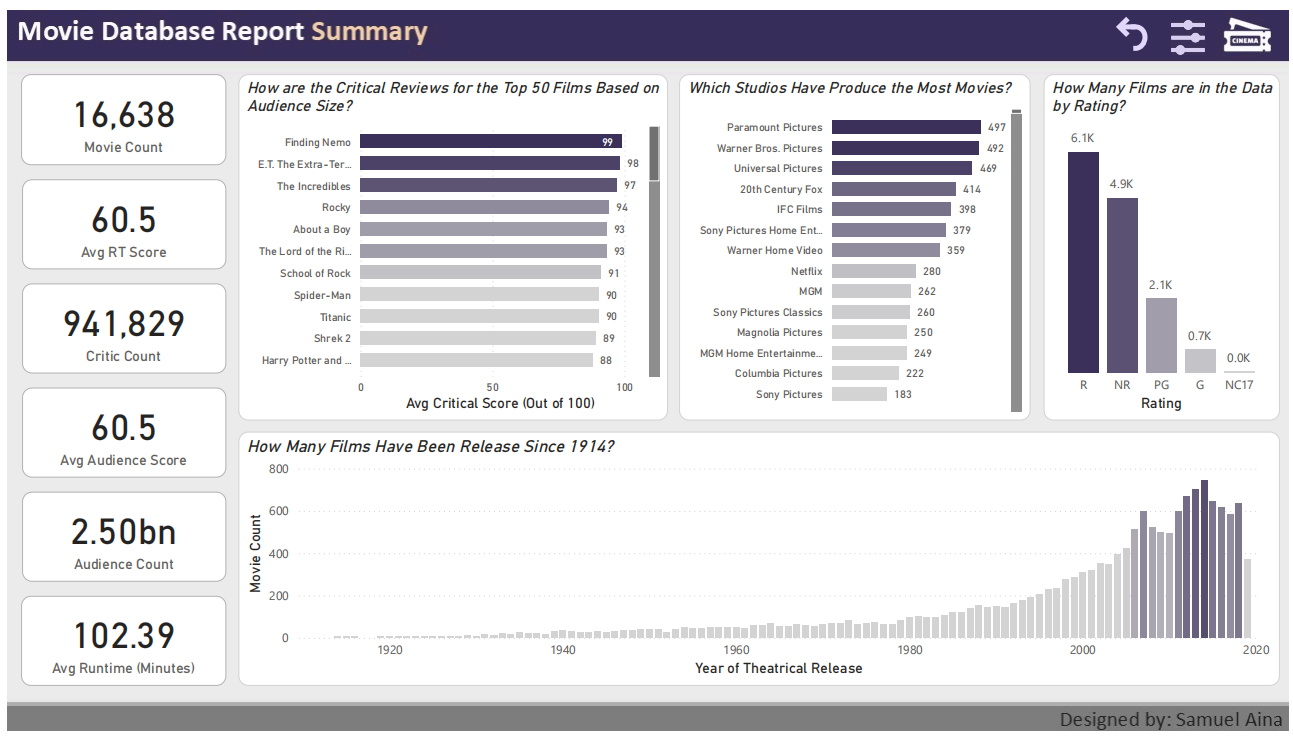 Movie Database Report Summary
CINEMA
16,638
Movie Count
60.5
Avg RT Score
941,829
Critic Count
60.5
Avg Audience Score
2.50bn
Audience Count
102.39
Avg Runtime (Minutes)
How are the Critical Reviews for the Top 50 Films Based on
Audience Size?
Finding Nemo 99
E.T. The Extra-Ter... 98
The Incredibles 97
Rocky 94
About a Boy 93
The Lord of the Ri... 93
School of Rock 91
Spider-Man 90
Titanic 90
Shrek 2 89
Harry Potter and ... 88
0 50 100
Avg Critical Score (Out of 100)
Which Studios Have Produce the Most Movies?
Paramount Pictures 497
Warner Bros. Pictures 492
Universal Pictures 469
20th Century Fox 414
IFC Films 398
Sony Pictures Home Ent... 379
Warner Home Video 359
Netflix 280
MGM 262
Sony Pictures Classics 260
Magnolia Pictures 250
MGM Home Entertainme... 249
Columbia Pictures 222
Sony Pictures 183
How Many Films are in the Data
by Rating?
6.1K
4.9K
2.1K
0.7K
0.0K
R NR PG G NC17
Rating
How Many Films Have Been Release Since 1914?
Movie Count
800
600
400
200
0
1920 1940 1960 1980 2000 2020
Year of Theatrical Release
Designed by: Samuel Aina